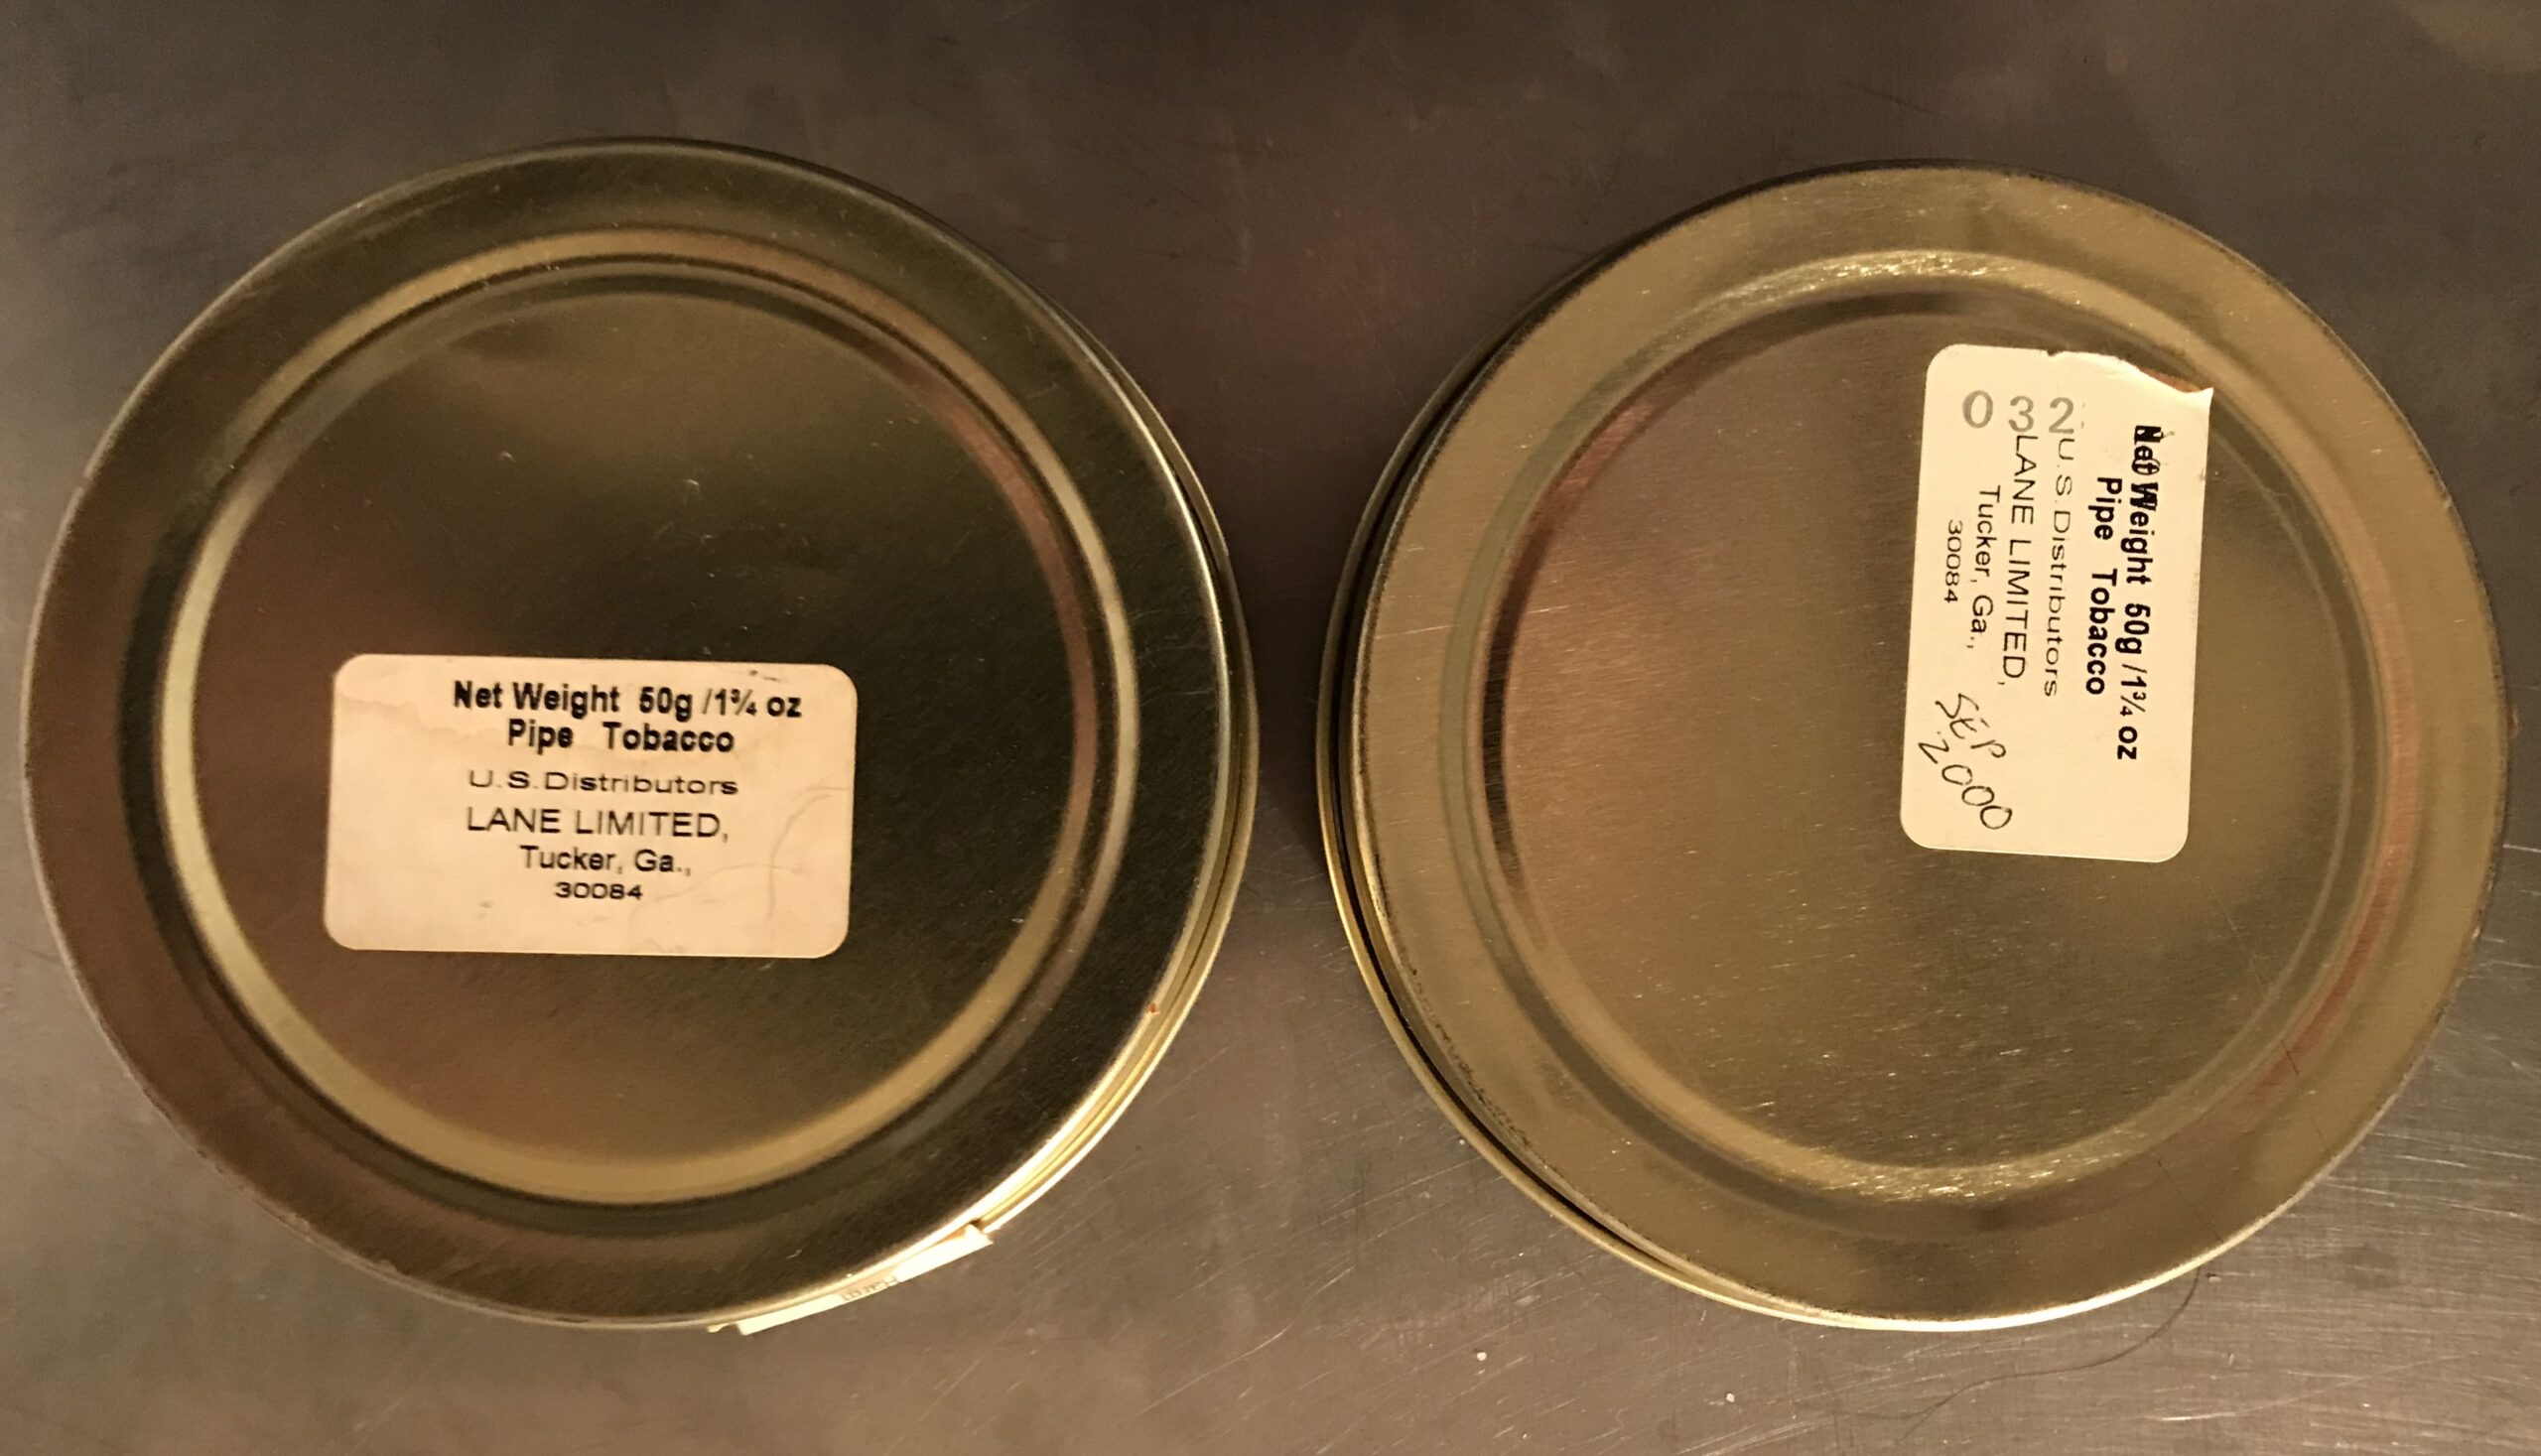 Net Weight 50g /1¾ oz
Pipe Tobacco
U.S.Distributors
LANE LIMITED,
Tucker, Ga.,
30084
Net Weight 50g /1¾ oz
Pipe Tobacco
U.S.Distributors
LANE LIMITED,
Tucker, Ga.,
30084
032
SEP
2000